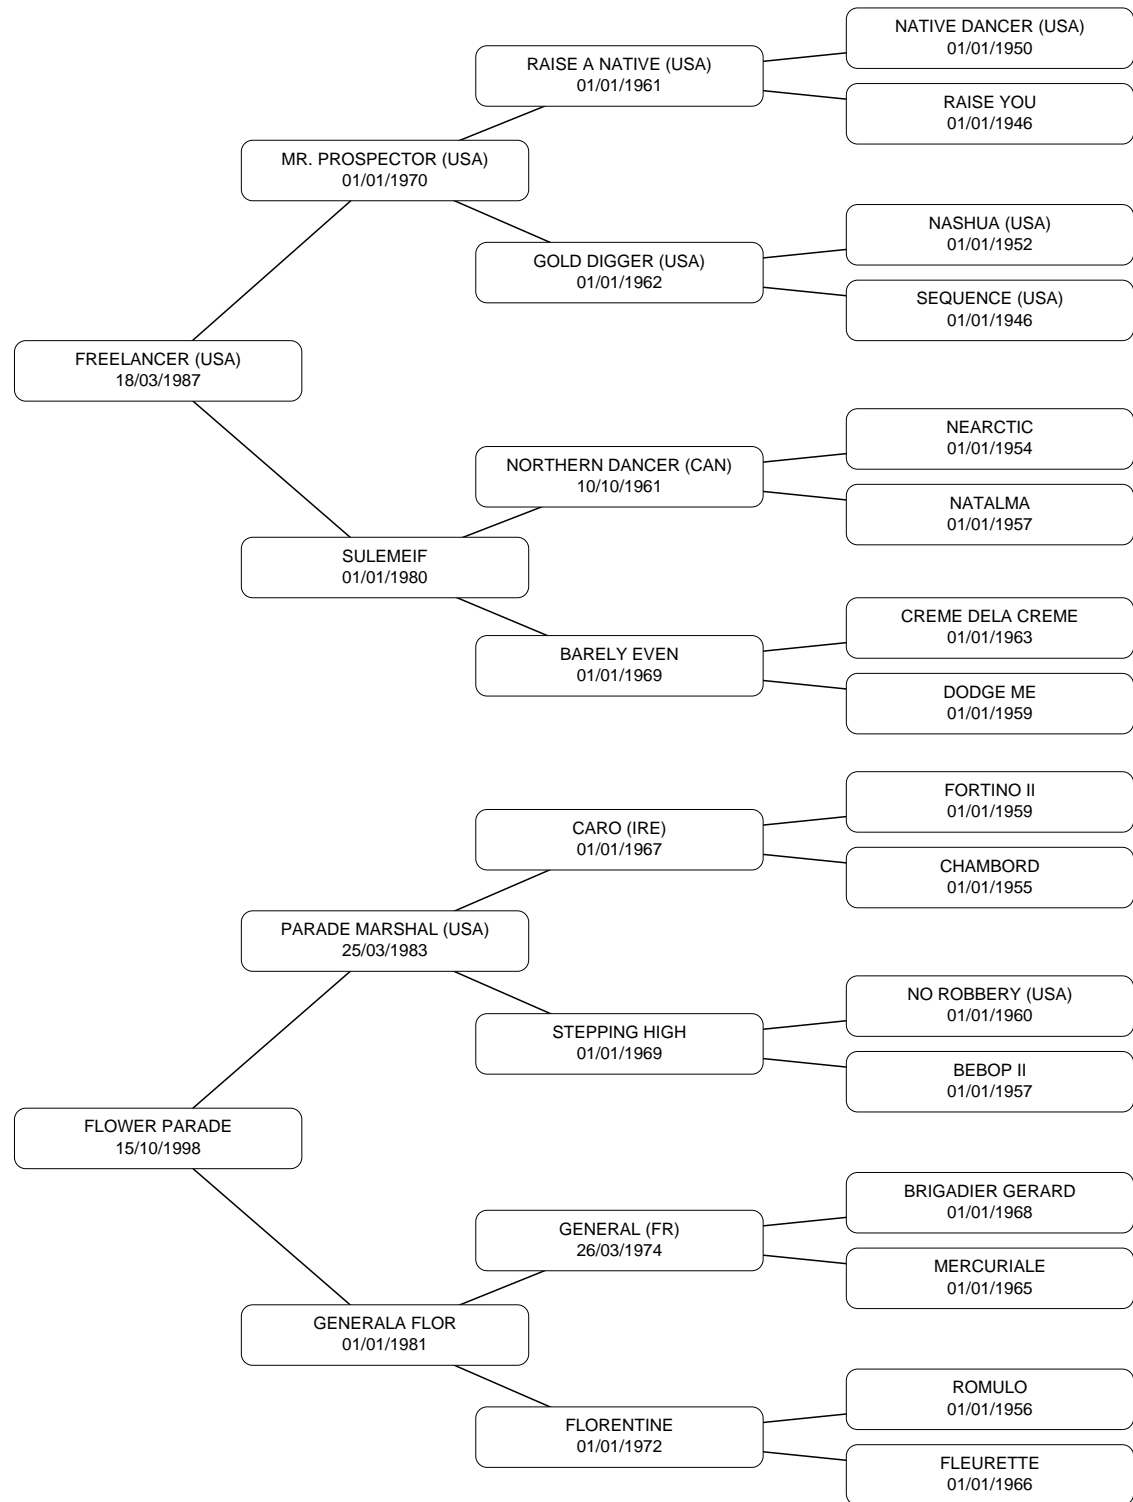 NATIVE DANCER (USA)
01/01/1950
RAISE A NATIVE (USA)
01/01/1961
RAISE YOU
01/01/1946
MR. PROSPECTOR (USA)
01/01/1970
NASHUA (USA)
01/01/1952
GOLD DIGGER (USA)
01/01/1962
SEQUENCE (USA)
01/01/1946
FREELANCER (USA)
18/03/1987
NEARCTIC
01/01/1954
NORTHERN DANCER (CAN)
10/10/1961
NATALMA
01/01/1957
SULEMEIF
01/01/1980
CREME DELA CREME
01/01/1963
BARELY EVEN
01/01/1969
DODGE ME
01/01/1959
FORTINO II
01/01/1959
CARO (IRE)
01/01/1967
CHAMBORD
01/01/1955
PARADE MARSHAL (USA)
25/03/1983
NO ROBBERY (USA)
01/01/1960
STEPPING HIGH
01/01/1969
BEBOP II
01/01/1957
FLOWER PARADE
15/10/1998
BRIGADIER GERARD
01/01/1968
GENERAL (FR)
26/03/1974
MERCURIALE
01/01/1965
GENERALA FLOR
01/01/1981
ROMULO
01/01/1956
FLORENTINE
01/01/1972
FLEURETTE
01/01/1966